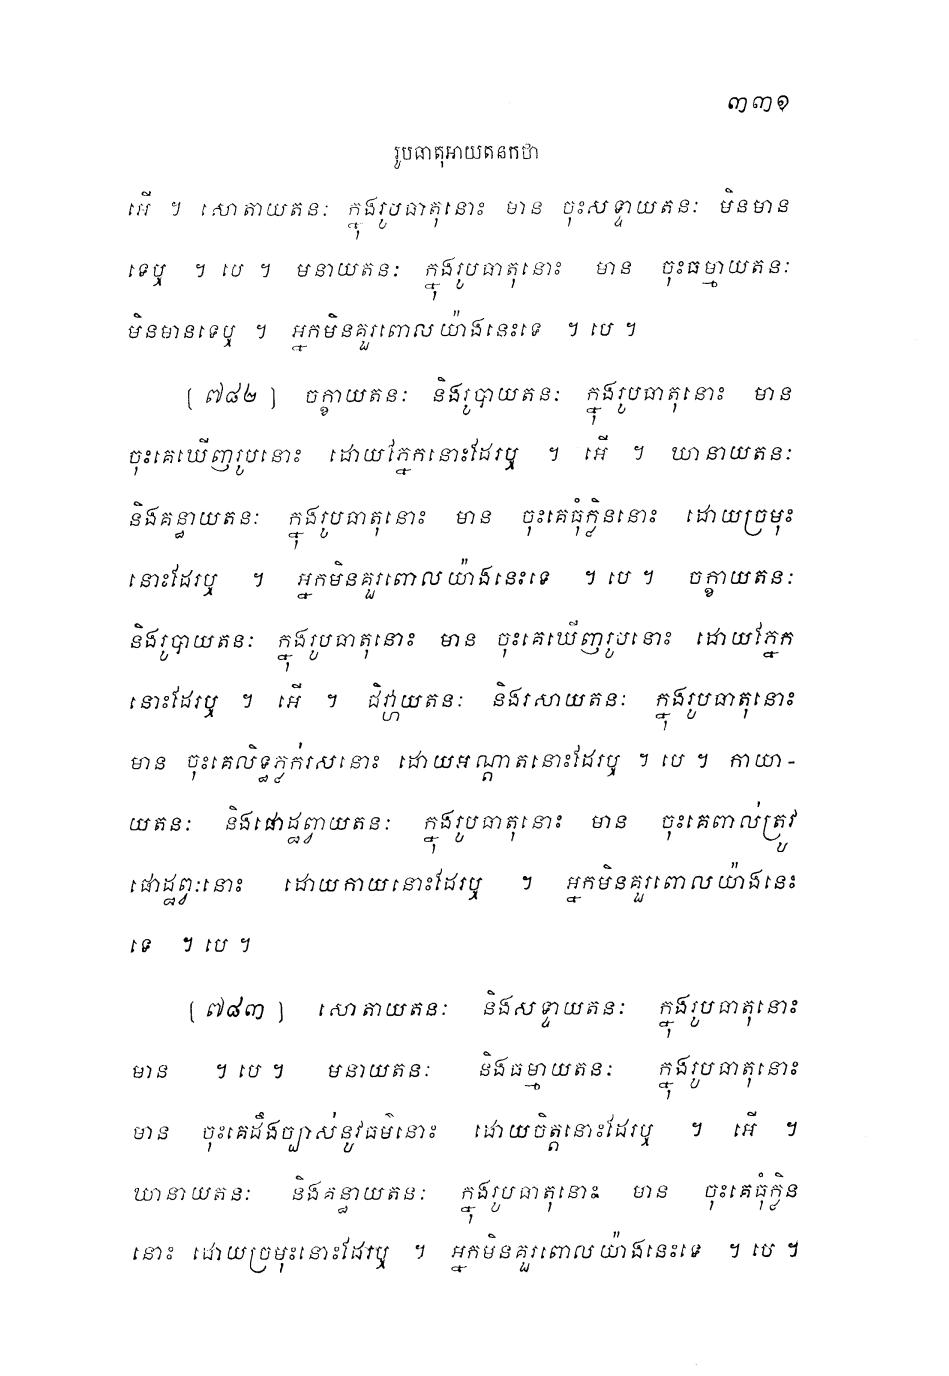 ៣៣១
រូបធាតុអាយតនកថា
អើ ។ សោតាយតនៈ ក្នុងរូបធាតុនោះ មាន ចុះសទ្ទាយតនៈ មិនមាន
ទេឬ ។ បេ ។ មនាយតនៈ ក្នុងរូបធាតុនោះ មាន ចុះធម្មាយតនៈ
មិនមានទេឬ ។ អ្នកមិនគួរពោលយ៉ាងនេះទេ ។ បេ ។
[ ៧៨២ ] ចក្ខាយតនៈ និងរូបាយតនៈ ក្នុងរូបធាតុនោះ មាន
ចុះគេឃើញរូបនោះ ដោយភ្នែកនោះដែរឬ ។ អើ ។ ឃានាយតនៈ
និងគន្ធាយតនៈ ក្នុងរូបធាតុនោះ មាន ចុះគេធុំក្លិននោះ ដោយច្រមុះ
នោះដែរឬ ។ អ្នកមិនគួរពោលយ៉ាងនេះទេ ។ បេ ។ ចក្ខាយតនៈ
និងរូបាយតនៈ ក្នុងរូបធាតុនោះ មាន ចុះគេឃើញរូបនោះ ដោយភ្នែក
នោះដែរឬ ។ អើ ។ ជិវ្ហាយតនៈ និងរសាយតនៈ ក្នុងរូបធាតុនោះ
មាន ចុះគេលិទ្ធភ្លក់រសនោះ ដោយអណ្តាតនោះដែរឬ ។ បេ ។ កាយា-
យតនៈ និងផោដ្ឋព្វាយតនៈ ក្នុងរូបធាតុនោះ មាន ចុះគេពាល់ត្រូវ
ផោដ្ឋព្វៈនោះ ដោយកាយនោះដែរឬ ។ អ្នកមិនគួរពោលយ៉ាងនេះ
ទេ ។ បេ ។
[ ៧៨៣ ] សោតាយតនៈ និងសទ្ទាយតនៈ ក្នុងរូបធាតុនោះ
មាន ។ បេ ។ មនាយតនៈ និងធម្មាយតនៈ ក្នុងរូបធាតុនោះ
មាន ចុះគេដឹងច្បាស់នូវធម៌នោះ ដោយចិត្តនោះដែរឬ ។ អើ ។
ឃានាយតនៈ និងគន្ធាយតនៈ ក្នុងរូបធាតុនោះ មាន ចុះគេធុំក្លិន
នោះ ដោយច្រមុះនោះដែរឬ ។ អ្នកមិនគួរពោលយ៉ាងនេះទេ ។ បេ ។